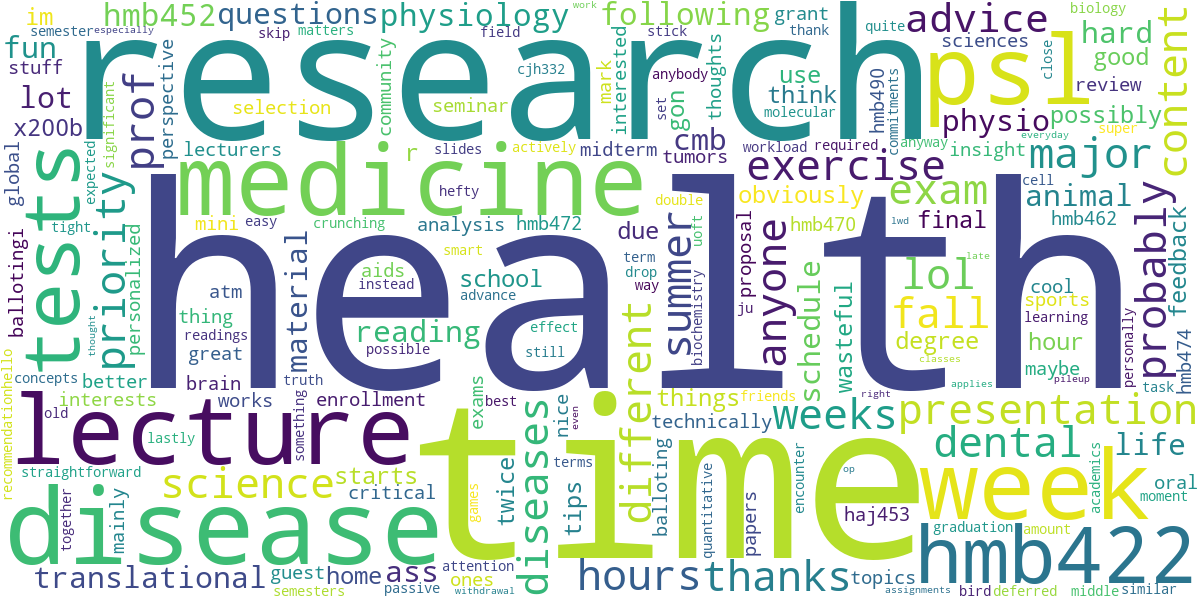 work
biology
hmb452 questions physiology following advice
im
grant
semester especially
skip matters
field
stick
thank
quite
hard
fun
research
sciences
psl
content
close
good
stuff
perspective
community
cjh332
anybody
mark
interested
thoughts
use
think
hmb490
commitments
review
lot
prof
selection
seminar
set
gon
molecular
physio possibly
x200b
significant
lecturers
r
slides
actively
midterm
cmb
workload required
anyway
everyday
super
insight
major
global
expected
tests
priority
medicine
hefty
tumors
exercise
exam
cell
animal
double
obviously
mini
easy
crunching
analysis hmb472
due
uoft
hmb470
lwd
final
hmb462
tight
smart
term
drop
way
summer
proposal
ju
anyone
health
late
probably
feedback
ballotingi
personalized
atm
material
aids
instead
school
advance
biochemistry
schedule
wasteful
lol
cool
sports
learning
personally
thing
readings
reading
effect
possible
still
different
fall
degree
hour
hmb474
pileup
recommendationhello
thought
great
concepts better
brain
truth
interests
works
enrollment
exams
best
nice
even
things friends
classes
applies
maybe
task
old
something
technically
weeks
right
presentation
lecture
lastly
time
straightforward
science
starts
critical
games
twice
terms
diseases
tips
balloting
quantitative
papers
encounter
op
week
dental
academics
life
oral
moment
together
disease
mainly
haj453
graduation amount
hmb422
guest
home
ass
attention
ones
translational
semesters
passive
withdrawal
hours thanks topics
assignments
bird deferred
middle similar